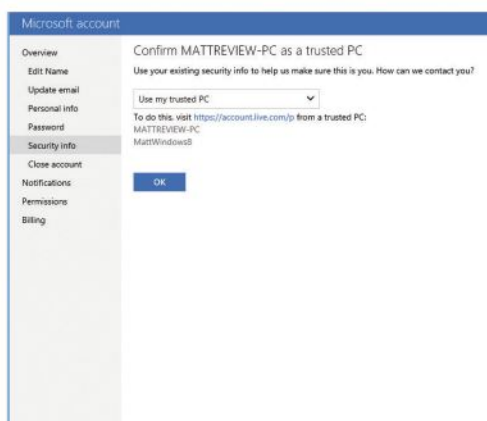 Microsoft account
Overview
Edit Name
Update email
Personal info
Password
Security info
Close account
Notifications
Permissions
Billing
Confirm MATTREVIEW-PC as a trusted PC
Use your existing security info to help us make sure this is you. How can we contact you?
Use my trusted PC
To do this, visit https://account.live.com/p from a trusted PC:
MATTREVIEW-PC
MattWindows8
OK